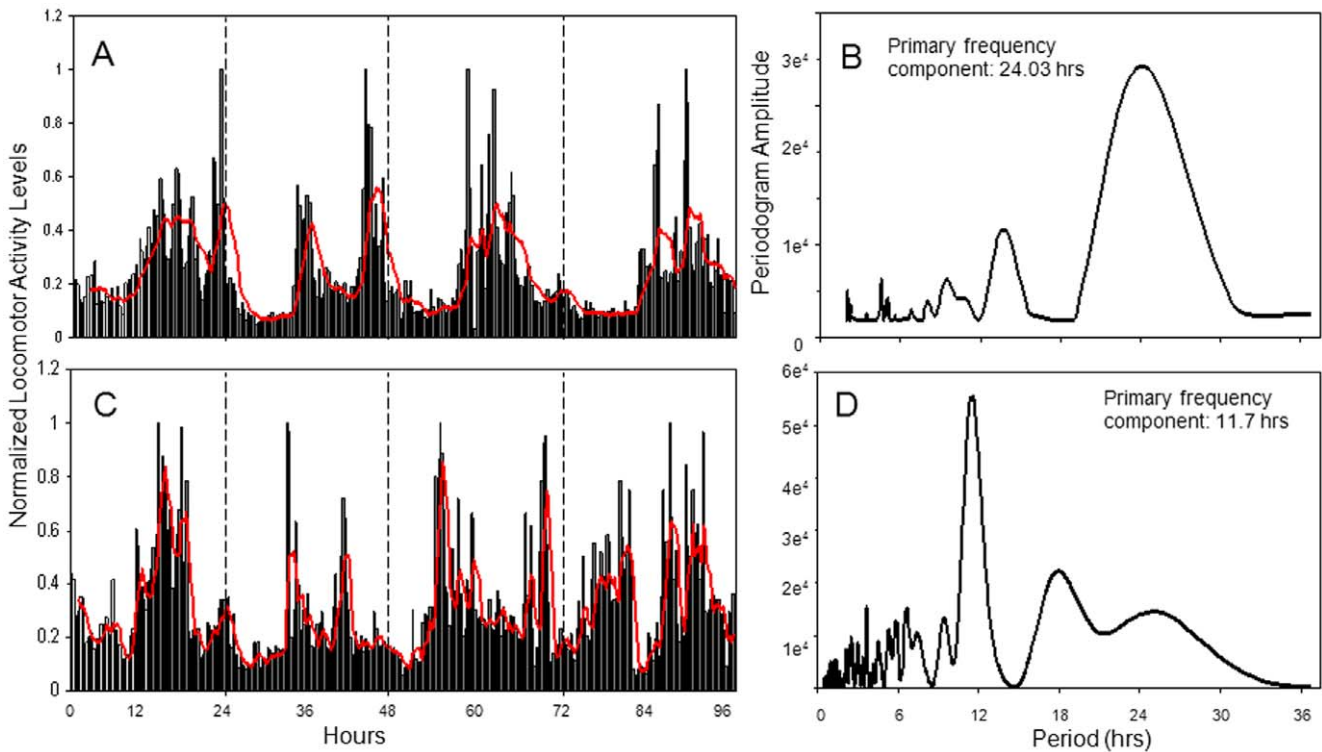 Normalized Locomotor Activity Levels
A
1.2
1
0.8
0.6
0.4
0.2
0
B
Primary frequency
component: 24.03 hrs
Periodogram Amplitude
3e⁴
2e⁴
1e⁴
0
C
1.2
1
0.8
0.6
0.4
0.2
0
0 12 24 36 48 60 72 84 96
Hours
D
Primary frequency
component: 11.7 hrs
6e⁴
5e⁴
4e⁴
3e⁴
2e⁴
1e⁴
0 6 12 18 24 30 36
Period (hrs)